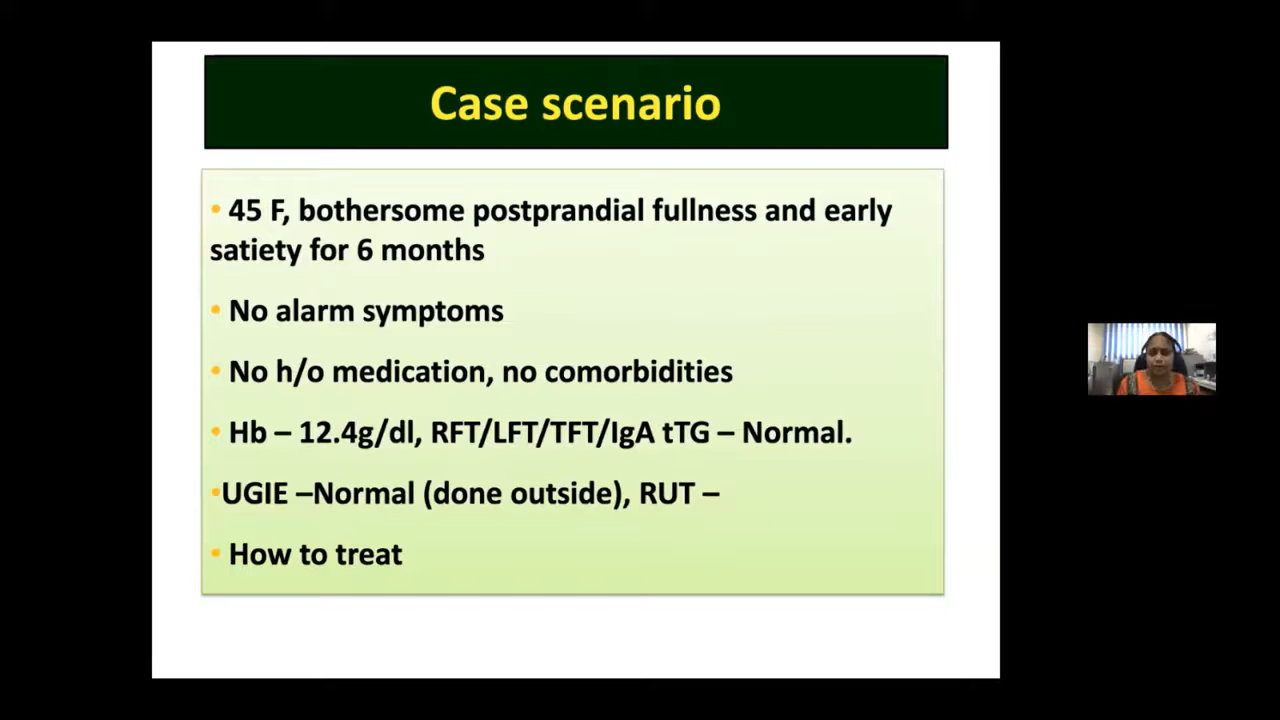 Case scenario
• 45 F, bothersome postprandial fullness and early
satiety for 6 months
• No alarm symptoms
• No h/o medication, no comorbidities
• Hb – 12.4g/dl, RFT/LFT/TFT/IgA tTG – Normal.
•UGIE –Normal (done outside), RUT –
• How to treat